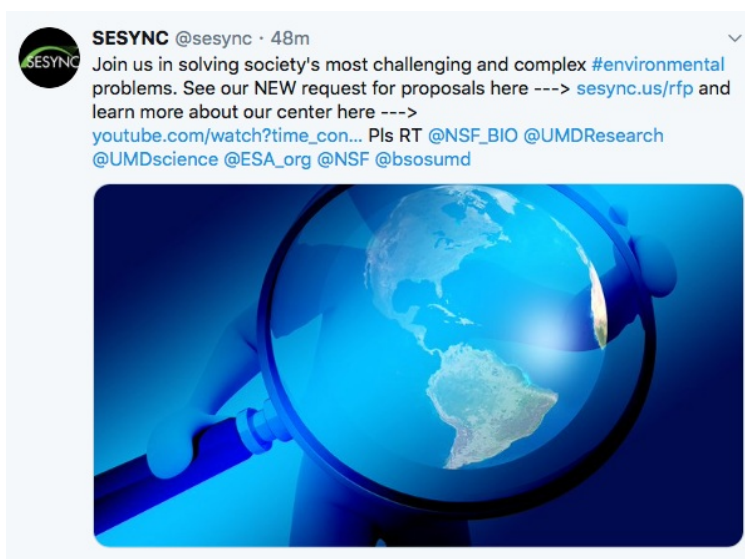 SESYNC
SESYNC @sesync · 48m
Join us in solving society's most challenging and complex #environmental
problems. See our NEW request for proposals here ---> sesync.us/rfp and
learn more about our center here --->
youtube.com/watch?time_con... Pls RT @NSF_BIO @UMDResearch
@UMDscience @ESA_org @NSF @bsosumd